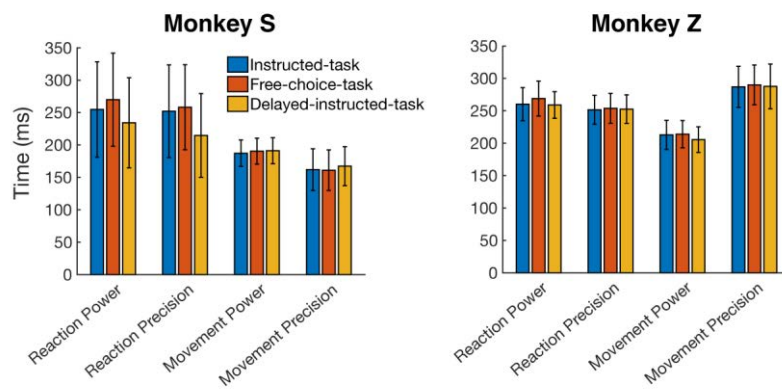 Monkey S
Time (ms)
350
300
250
200
150
100
50
0
Instructed-task
Free-choice-task
Delayed-instructed-task
Reaction Power
Reaction Precision
Movement Power
Movement Precision
Monkey Z
350
300
250
200
150
100
50
0
Reaction Power
Reaction Precision
Movement Power
Movement Precision